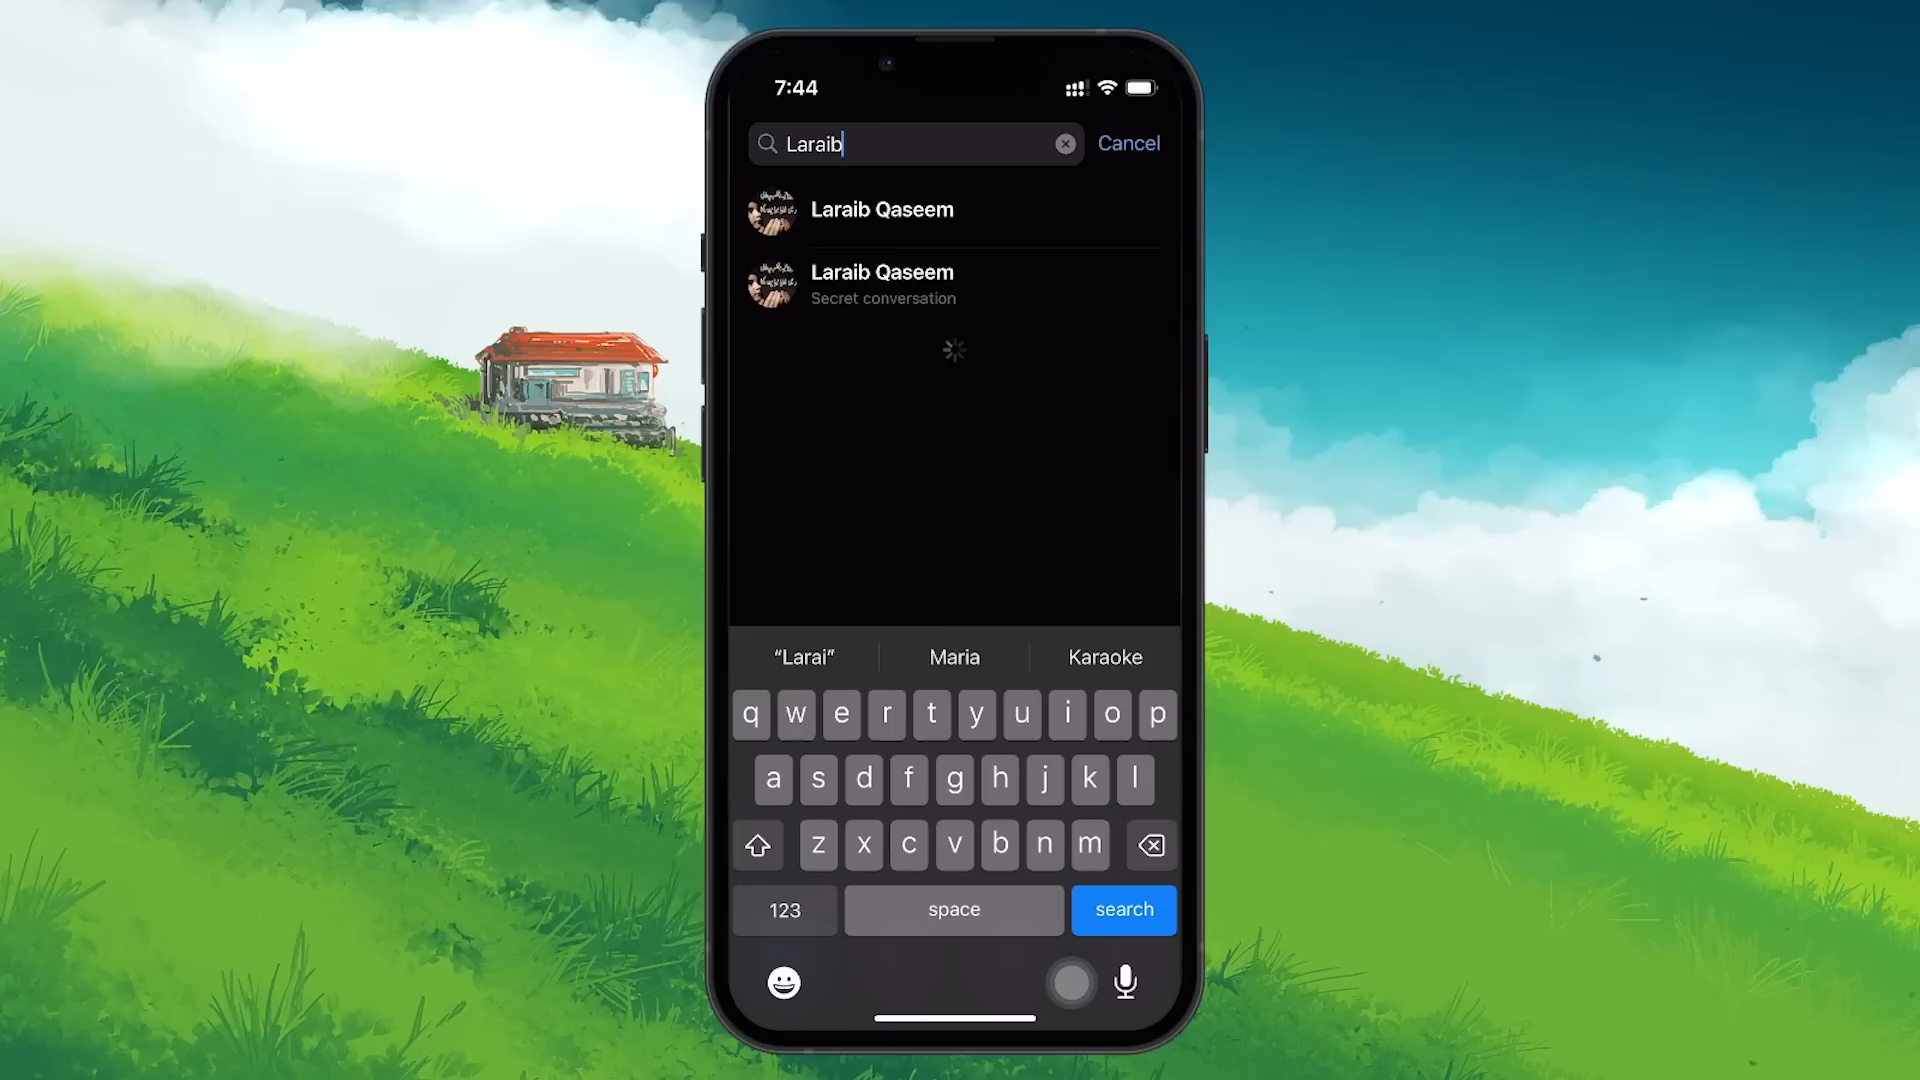 7:44
Laraib
Cancel
Laraib Qaseem
Laraib Qaseem
Secret conversation
“Larai” Maria Karaoke
q w e r t y u i o p
a s d f g h j k l
z x c v b n m
123 space search